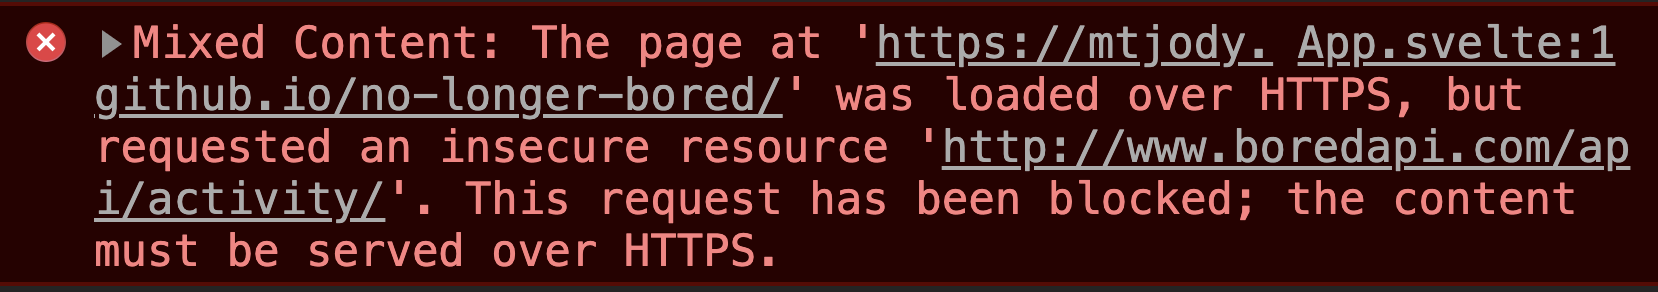 Mixed Content: The page at 'https://mtjody. App.svelte:1
github.io/no-longer-bored/' was loaded over HTTPS, but
requested an insecure resource 'http://www.boredapi.com/ap
i/activity/'. This request has been blocked; the content
must be served over HTTPS.